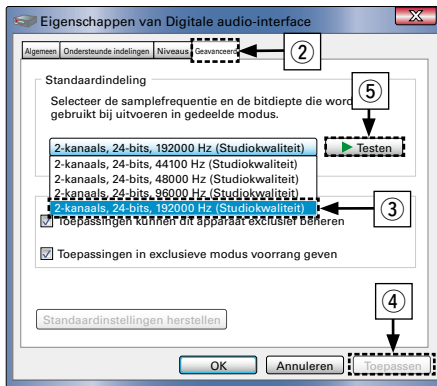 Eigenschappen van Digitale audio-interface
Algemeen Ondersteunde indelingen Niveaus Geavanceerd
②
Standaardindeling
⑤
Selecteer de samplefrequentie en de bitdiepte die word
gebruikt bij uitvoeren in gedeelde modus.
2-kanaals, 24-bits, 192000 Hz (Studiokwaliteit)
Testen
2-kanaals, 24-bits, 44100 Hz (Studiokwaliteit)
2-kanaals, 24-bits, 48000 Hz (Studiokwaliteit)
2-kanaals, 24-bits, 96000 Hz (Studiokwaliteit)
2-kanaals, 24-bits, 192000 Hz (Studiokwaliteit)
③
Toepassingen kunnen dit apparaat exclusief beheren
Toepassingen in exclusieve modus voorrang geven
④
Standaardinstellingen herstellen
OK Annuleren Toepassen